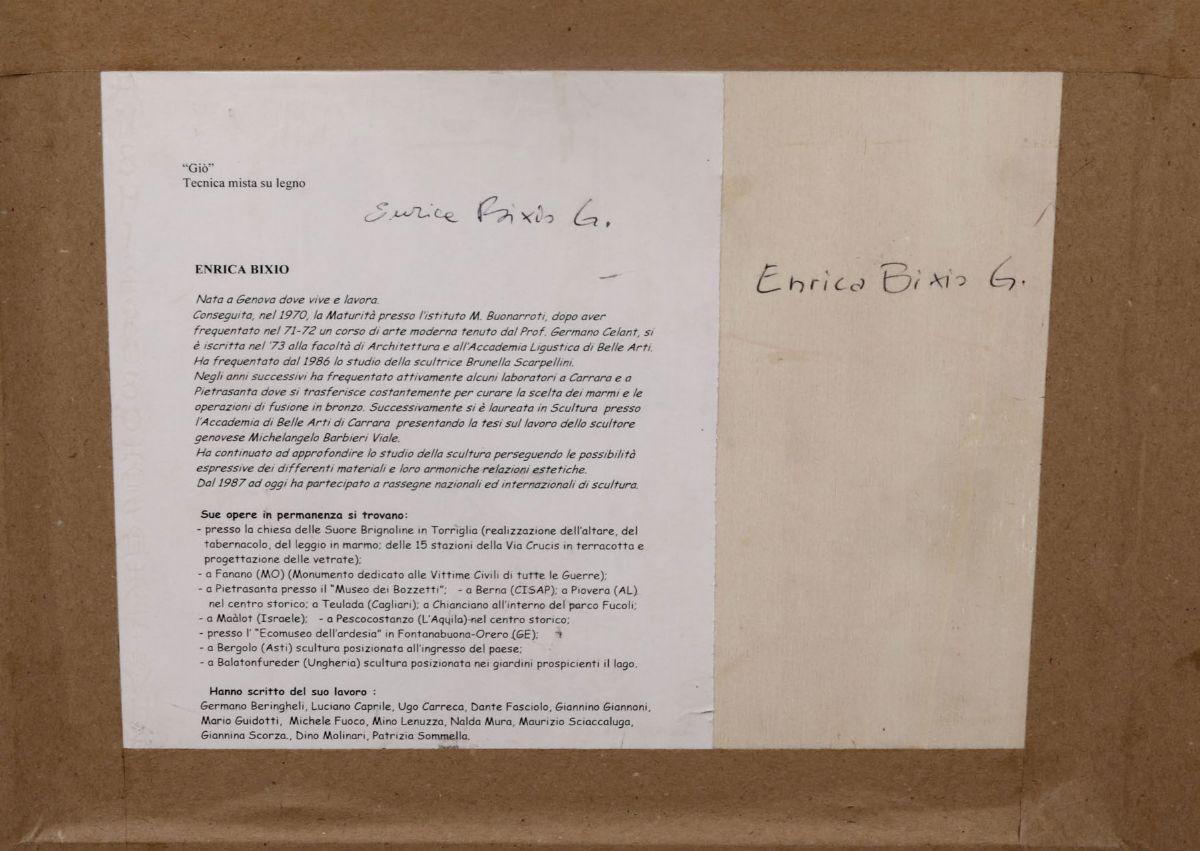 “Giò”
Tecnica mista su legno
Enrica Bixio G.
ENRICA BIXIO
Enrica Bixio G.
Nata a Genova dove vive e lavora.
Conseguita, nel 1970, la Maturità presso l'istituto M. Buonarroti, dopo aver
frequentato nel 71-72 un corso di arte moderna tenuto dal Prof. Germano Celant, si
è iscritta nel '73 alla facoltà di Architettura e all'Accademia Ligustica di Belle Arti.
Ha frequentato dal 1986 lo studio della scultrice Brunella Scarpellini.
Negli anni successivi ha frequentato attivamente alcuni laboratori a Carrara e a
Pietrasanta dove si trasferisce costantemente per curare la scelta dei marmi e le
operazioni di fusione in bronzo. Successivamente si è laureata in Scultura presso
l'Accademia di Belle Arti di Carrara presentando la tesi sul lavoro dello scultore
genovese Michelangelo Barbieri Viale.
Ha continuato ad approfondire lo studio della scultura perseguendo le possibilità
espressive dei differenti materiali e loro armoniche relazioni estetiche.
Dal 1987 ad oggi ha partecipato a rassegne nazionali ed internazionali di scultura.
Sue opere in permanenza si trovano:
- presso la chiesa delle Suore Brignoline in Torriglia (realizzazione dell'altare, del
tabernacolo, del leggio in marmo; delle 15 stazioni della Via Crucis in terracotta e
progettazione delle vetrate);
- a Fanano (MO) (Monumento dedicato alle Vittime Civili di tutte le Guerre);
- a Pietrasanta presso il “Museo dei Bozzetti”; - a Berna (CISAP); a Piovera (AL)
nel centro storico; a Teulada (Cagliari); a Chianciano all'interno del parco Fucoli;
- a Maàlot (Israele); - a Pescocostanzo (L'Aquila)-nel centro storico;
- presso l' “Ecomuseo dell'ardesia” in Fontanabuona-Orero (GE);
- a Bergolo (Asti) scultura posizionata all'ingresso del paese;
- a Balatonfureder (Ungheria) scultura posizionata nei giardini prospicienti il lago.
Hanno scritto del suo lavoro :
Germano Beringheli, Luciano Caprile, Ugo Carreca, Dante Fasciolo, Giannino Giannoni,
Mario Guidotti, Michele Fuoco, Mino Lenuzza, Nalda Mura, Maurizio Sciaccaluga,
Giannina Scorza., Dino Molinari, Patrizia Sommella.